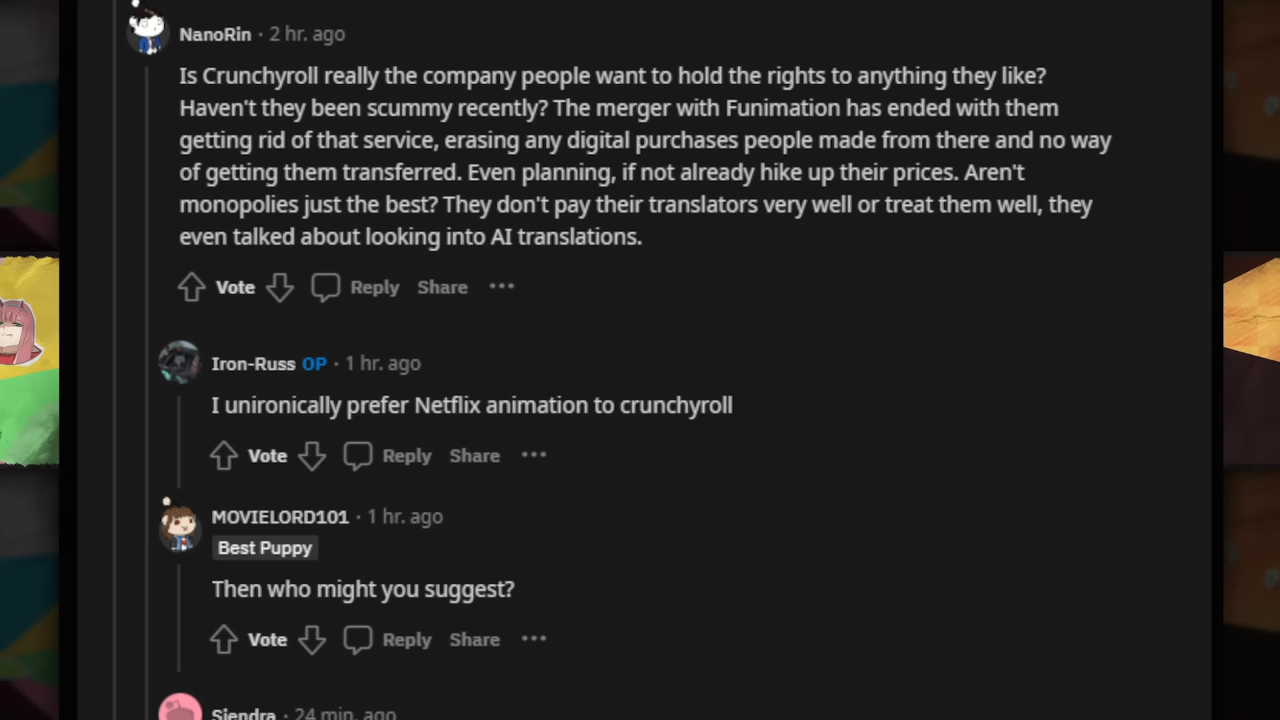 NanoRin · 2 hr. ago
Is Crunchyroll really the company people want to hold the rights to anything they like?
Haven't they been scummy recently? The merger with Funimation has ended with them
getting rid of that service, erasing any digital purchases people made from there and no way
of getting them transferred. Even planning, if not already hike up their prices. Aren't
monopolies just the best? They don't pay their translators very well or treat them well, they
even talked about looking into AI translations.
Vote Reply Share
Iron-Russ OP · 1 hr. ago
I unironically prefer Netflix animation to crunchyroll
Vote Reply Share
MOVIELORD101 · 1 hr. ago
Best Puppy
Then who might you suggest?
Vote Reply Share
Siendra · 24 min. ago